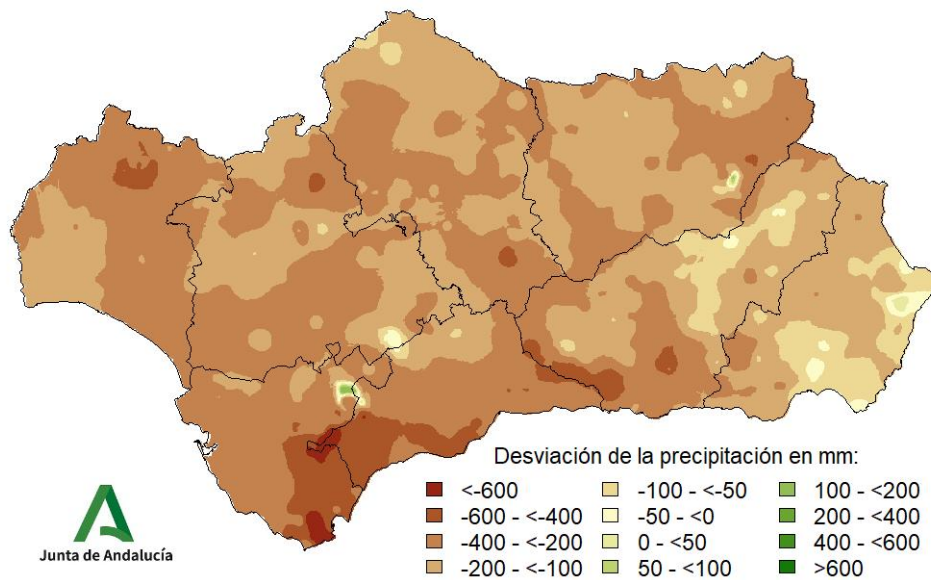 Desviación de la precipitación en mm:
<-600
-600 - <-400
-400 - <-200
-200 - <-100
-100 - <-50
-50 - <0
0 - <50
50 - <100
100 - <200
200 - <400
400 - <600
>600
Junta de Andalucía